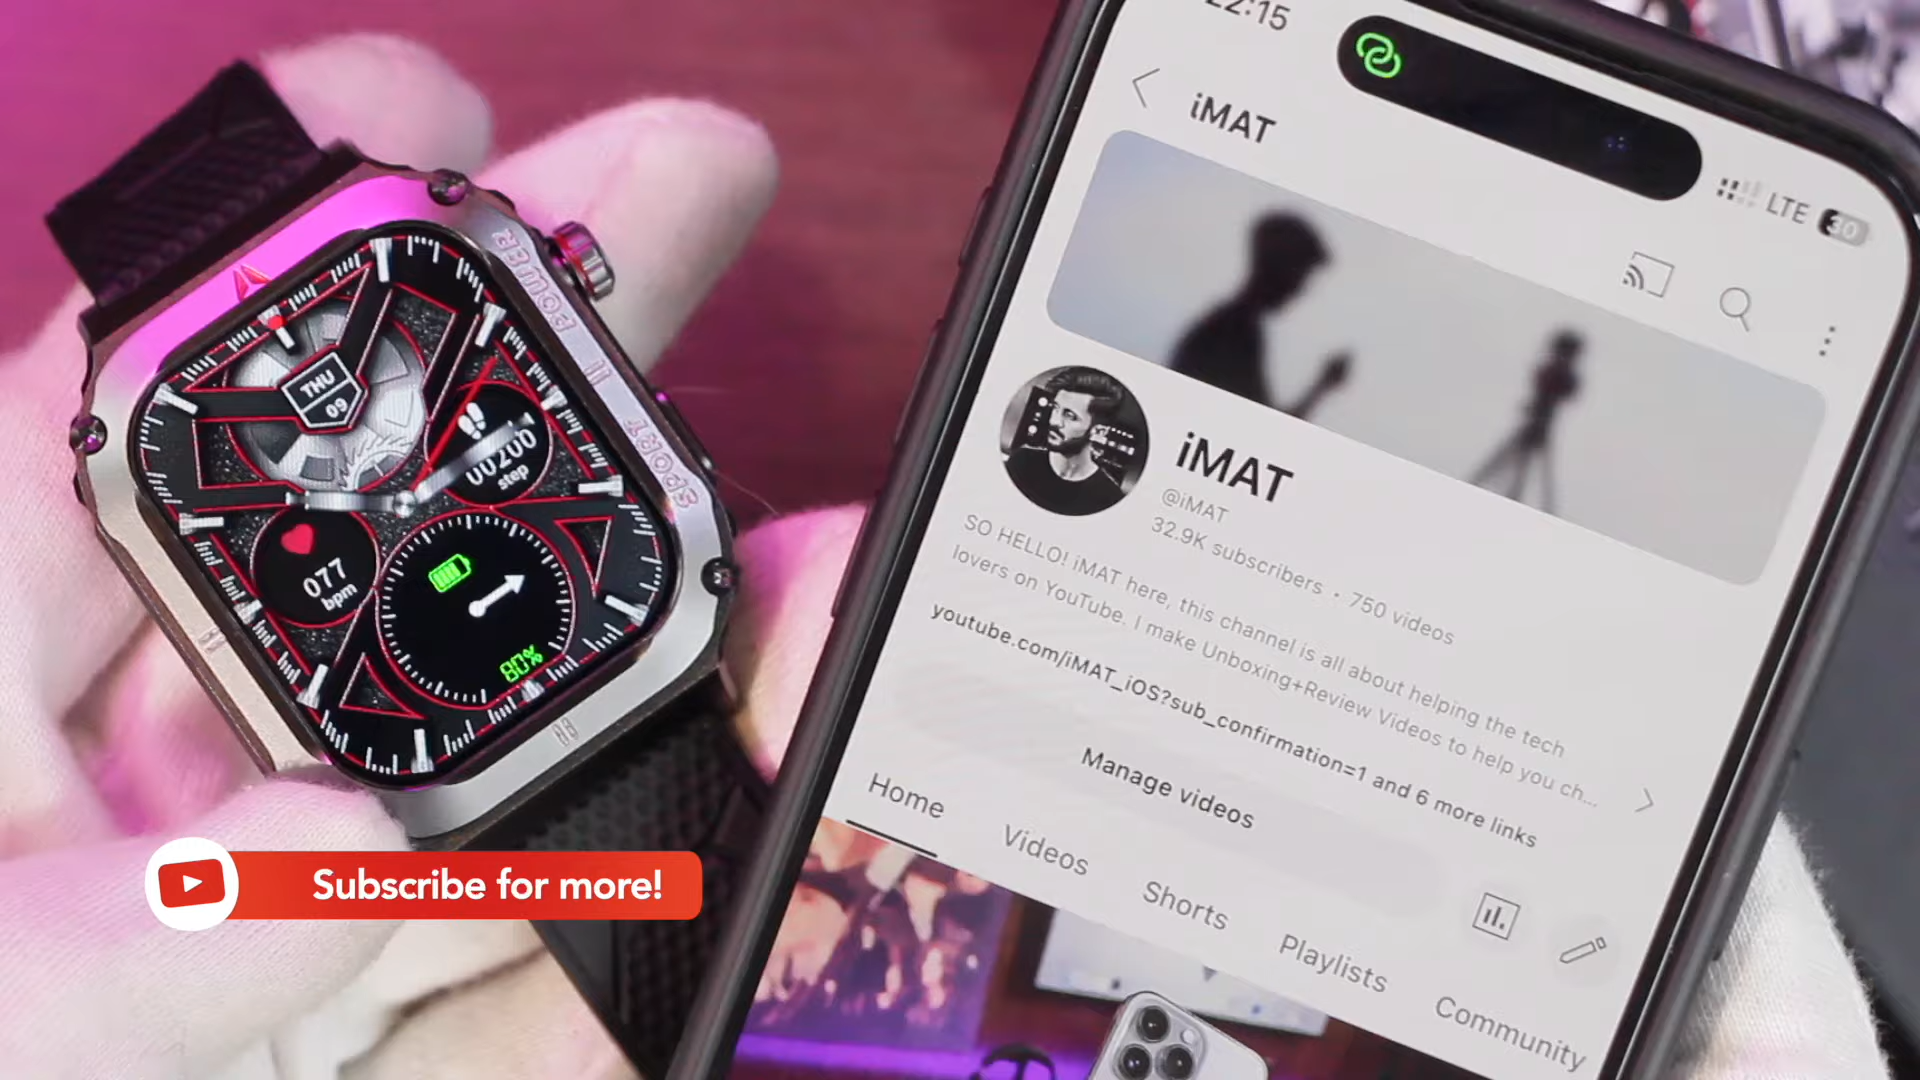 THU
09
00200
step
077
bpm
80%
POWER
SPORT
Subscribe for more!
22:15
LTE
30
iMAT
iMAT
@iMAT
32.9K subscribers • 750 videos
SO HELLO! iMAT here, this channel is all about helping the tech
lovers on YouTube. I make Unboxing+Review Videos to help you ch...
youtube.com/iMAT_iOS?sub_confirmation=1 and 6 more links
Manage videos
Home
Videos
Shorts
Playlists
Community